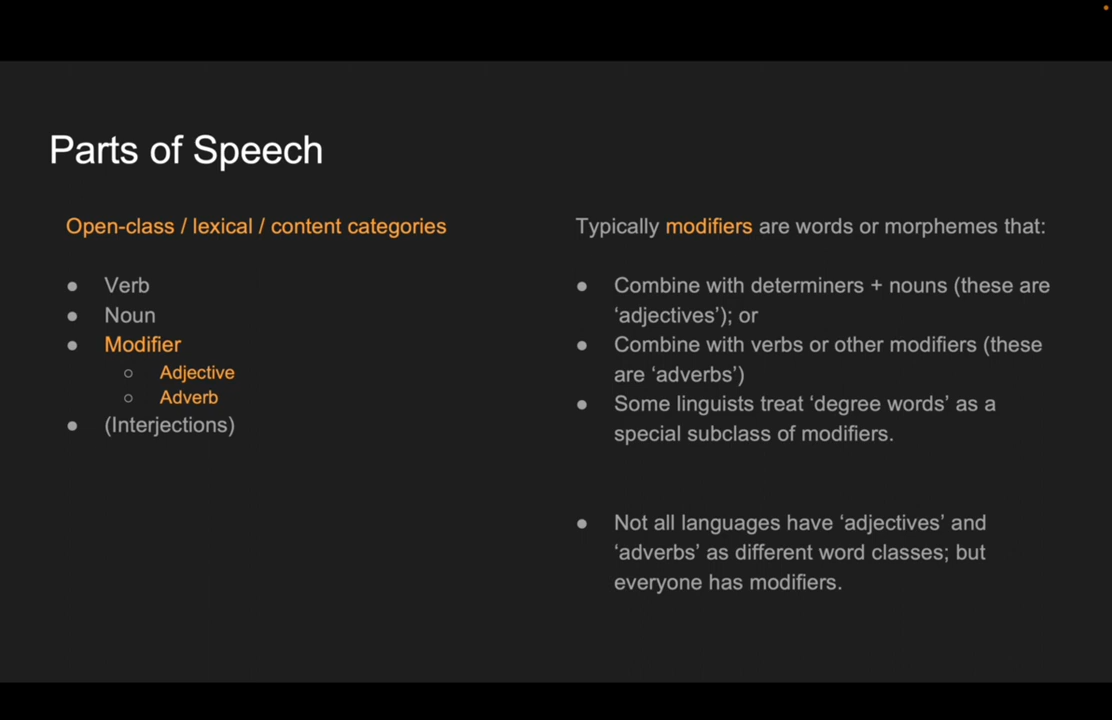 Parts of Speech
Open-class / lexical / content categories
● Verb
● Noun
● Modifier
○ Adjective
○ Adverb
● (Interjections)
Typically modifiers are words or morphemes that:
● Combine with determiners + nouns (these are
‘adjectives’); or
● Combine with verbs or other modifiers (these
are ‘adverbs’)
● Some linguists treat ‘degree words’ as a
special subclass of modifiers.
● Not all languages have ‘adjectives’ and
‘adverbs’ as different word classes; but
everyone has modifiers.